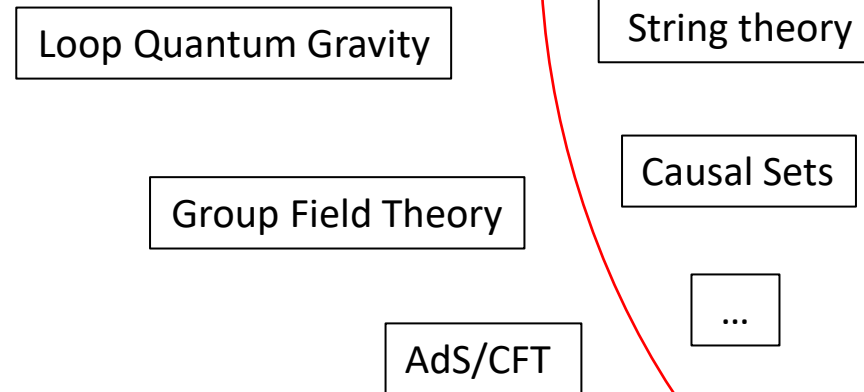 Loop Quantum Gravity
String theory
Causal Sets
Group Field Theory
...
AdS/CFT